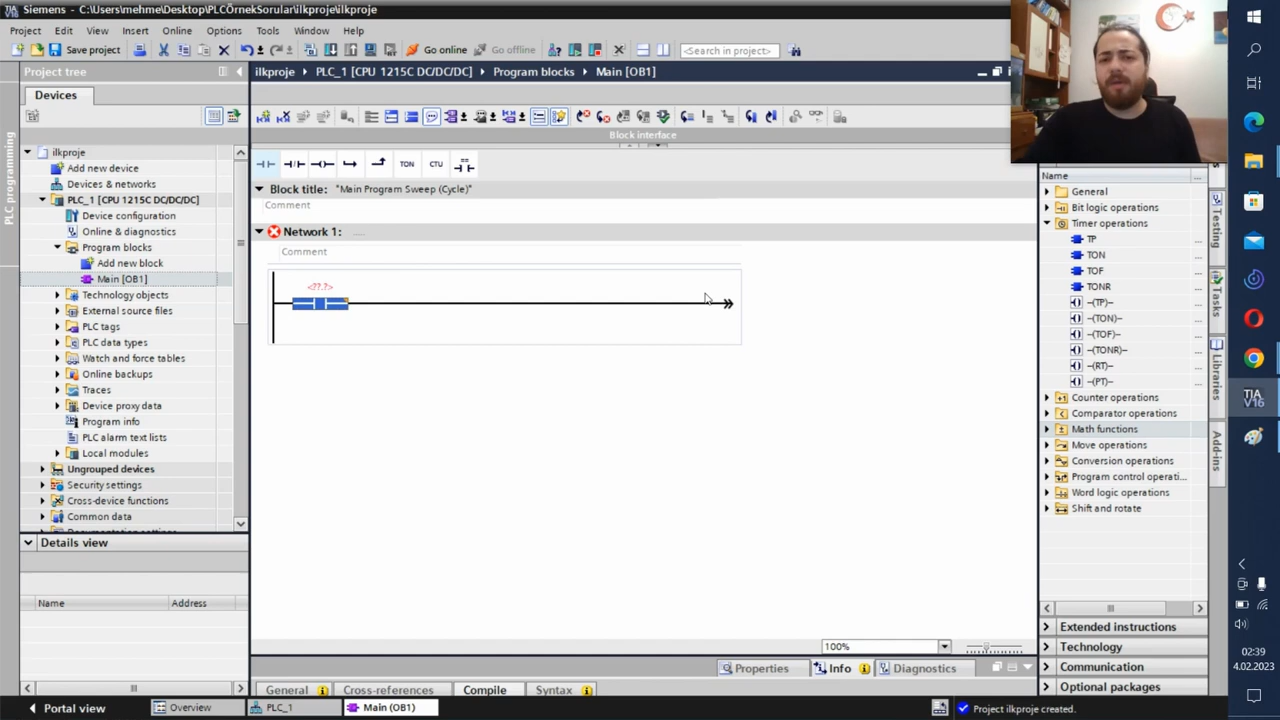 Siemens - C:\Users\mehme\Desktop\PLCÖrnekSorular\ilkproje\ilkproje
Project Edit View Insert Online Options Tools Window Help
Save project Go online Go offline <Search in project>
Project tree
Devices
ilkproje
Add new device
Devices & networks
PLC_1 [CPU 1215C DC/DC/DC]
Device configuration
Online & diagnostics
Program blocks
Add new block
Main [OB1]
Technology objects
External source files
PLC tags
PLC data types
Watch and force tables
Online backups
Traces
Device proxy data
Program info
PLC alarm text lists
Local modules
Ungrouped devices
Security settings
Cross-device functions
Common data
Details view
Name Address
PLC programming
ilkproje PLC_1 [CPU 1215C DC/DC/DC] Program blocks Main [OB1]
Block interface
TON CTU
Block title: "Main Program Sweep (Cycle)"
Comment
Network 1:
Comment
<??.?>
100%
Properties Info Diagnostics
General Cross-references Compile Syntax
Name ...
General
Bit logic operations
Timer operations
TP ...
TON ...
TOF ...
TONR ...
-(TP)- ...
-(TON)- ...
-(TOF)- ...
-(TONR)- ...
-(RT)- ...
-(PT)- ...
Counter operations
Comparator operations
Math functions
Move operations
Conversion operations
Program control operati...
Word logic operations
Shift and rotate
Extended instructions
Technology
Communication
Optional packages
Testing
Tasks
Libraries
Add-ins
TIA
V16
02:39
4.02.2023
Portal view Overview PLC_1 Main (OB1) Project ilkproje created.